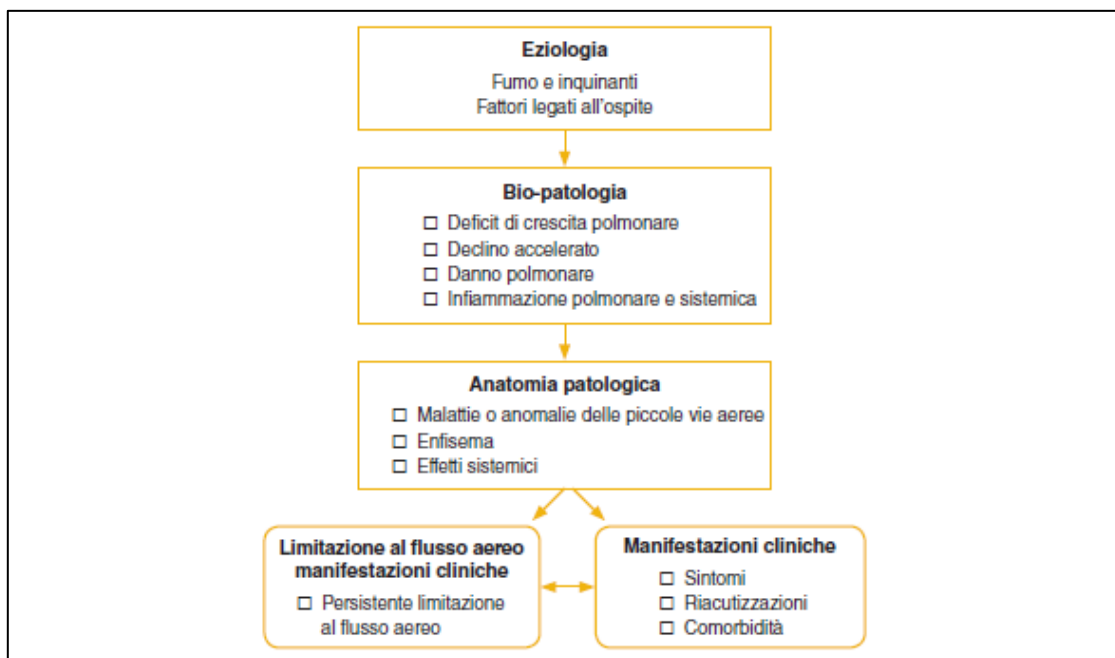 Eziologia
Fumo e inquinanti
Fattori legati all'ospite
Bio-patologia
☐ Deficit di crescita polmonare
☐ Declino accelerato
☐ Danno polmonare
☐ Infiammazione polmonare e sistemica
Anatomia patologica
☐ Malattie o anomalie delle piccole vie aeree
☐ Enfisema
☐ Effetti sistemici
Limitazione al flusso aereo
manifestazioni cliniche
☐ Persistente limitazione
al flusso aereo
Manifestazioni cliniche
☐ Sintomi
☐ Riacutizzazioni
☐ Comorbidità